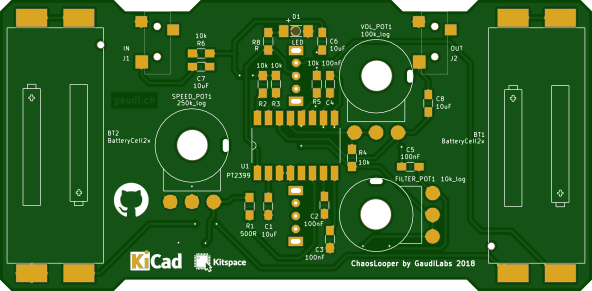 D1
+
LED
R8
R
C6
10uF
VOL_POT1
100k_log
IN
J1
10k
R6
C7
10uF
OUT
J2
gaudi.ch
SPEED_POT1
250k_log
10k 10k
R2 R3
10k 100nF
R5 C4
C8
10uF
BT2
BatteryCell2x
BT1
BatteryCell2x
U1
PT2399
R4
10k
C5
100nF
FILTER_POT1 10k_log
R1
500R
C1
10uF
C2
100nF
C3
100nF
KiCad
Kitspace
ChaosLooper by GaudiLabs 2018